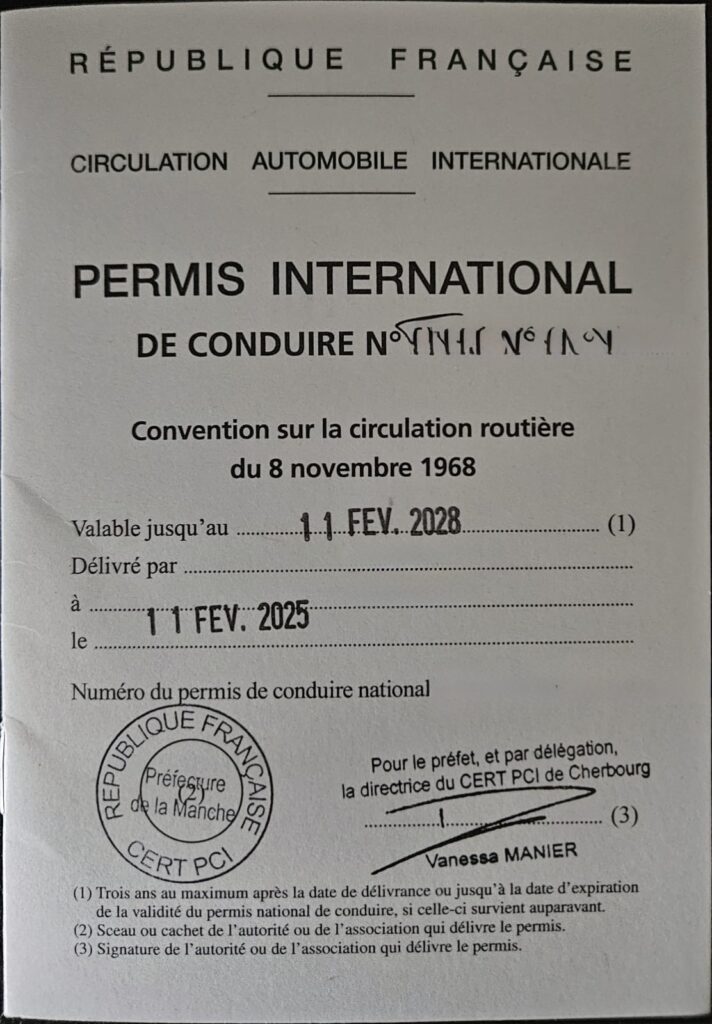 RÉPUBLIQUE FRANÇAISE
CIRCULATION AUTOMOBILE INTERNATIONALE
PERMIS INTERNATIONAL
DE CONDUIRE N°
Convention sur la circulation routière
du 8 novembre 1968
Valable jusqu'au 11 FEV. 2028 (1)
Délivré par
à
le 11 FEV. 2025
Numéro du permis de conduire national
RÉPUBLIQUE FRANÇAISE
Préfecture
(2)
de la Manche
CERT PCI
Pour le préfet, et par délégation,
la directrice du CERT PCI de Cherbourg
(3)
Vanessa MANIER
(1) Trois ans au maximum après la date de délivrance ou jusqu'à la date d'expiration
de la validité du permis national de conduire, si celle-ci survient auparavant.
(2) Sceau ou cachet de l'autorité ou de l'association qui délivre le permis.
(3) Signature de l'autorité ou de l'association qui délivre le permis.